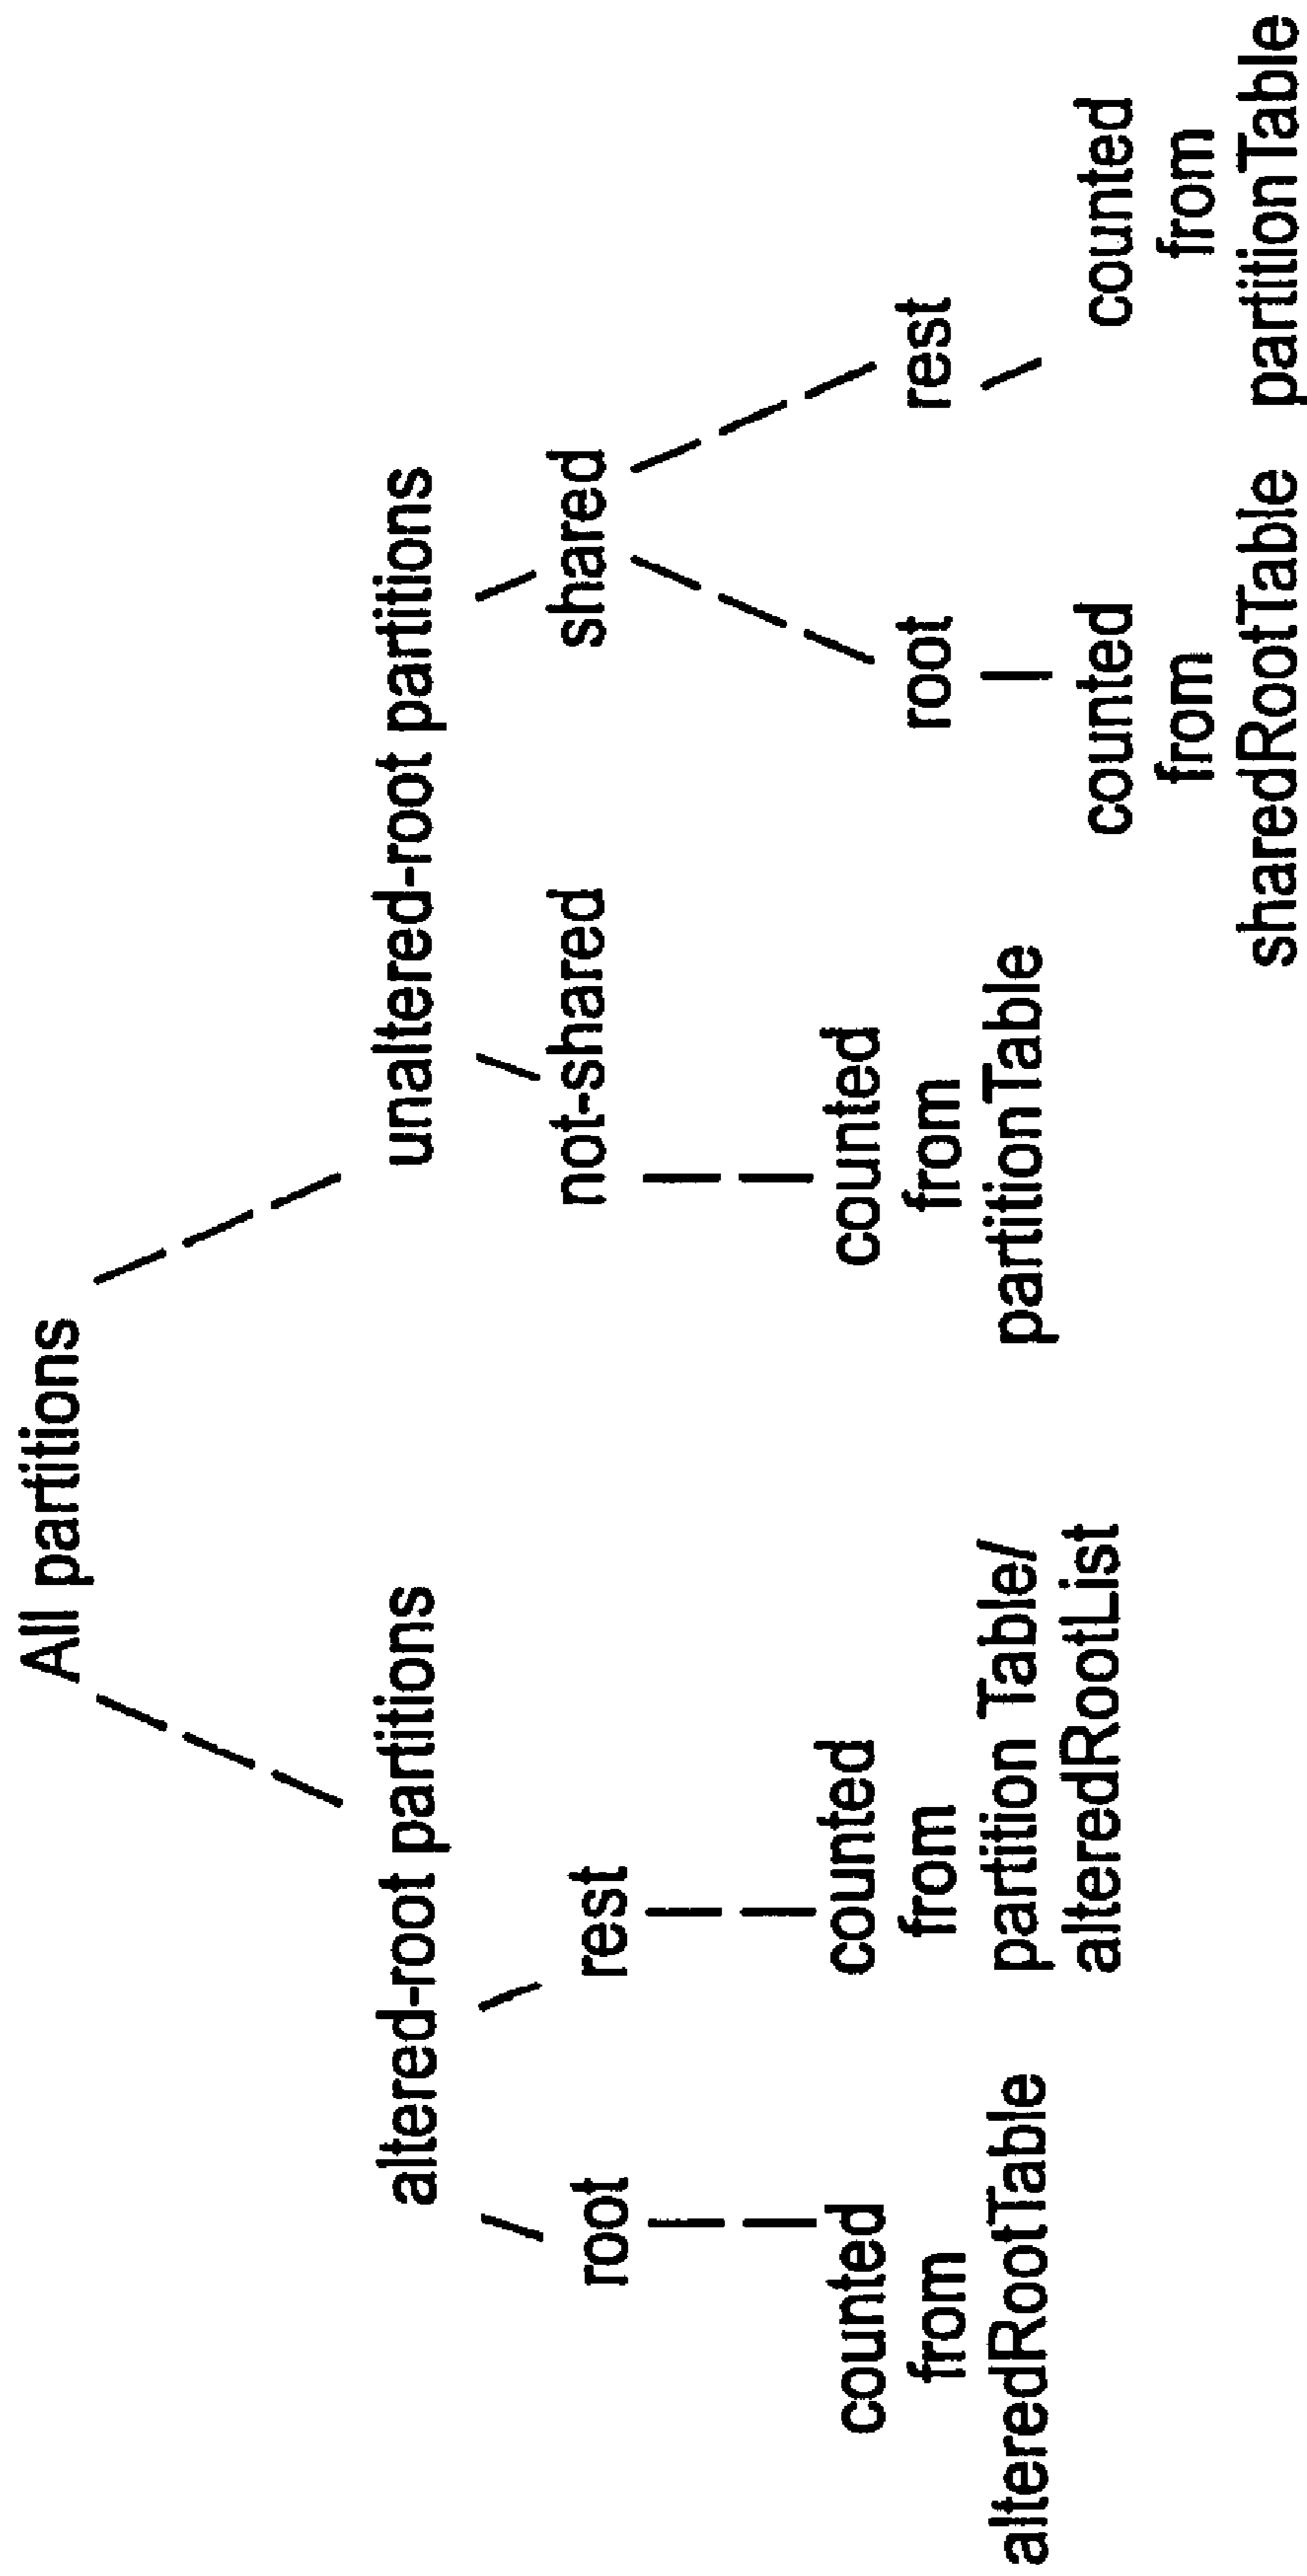 All partitions
altered-root partitions
unaltered-root partitions
root
rest
not-shared
shared
counted
from
alteredRootTable
counted
from
partition Table/
alteredRootList
counted
from
partitionTable
root
rest
counted
from
sharedRootTable
counted
from
partitionTable